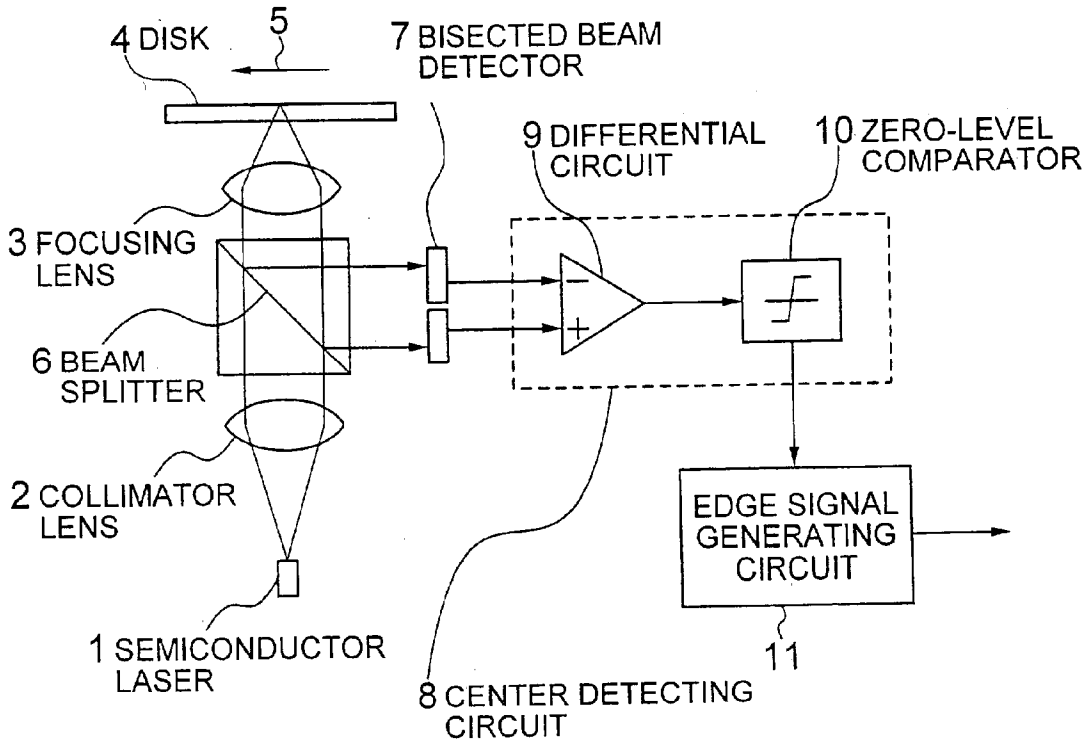 4 DISK
5
7 BISECTED BEAM
DETECTOR
9 DIFFERENTIAL
CIRCUIT
10 ZERO-LEVEL
COMPARATOR
3 FOCUSING
LENS
−
+
6 BEAM
SPLITTER
2 COLLIMATOR
LENS
EDGE SIGNAL
GENERATING
CIRCUIT
1 SEMICONDUCTOR
LASER
8 CENTER DETECTING
CIRCUIT
11